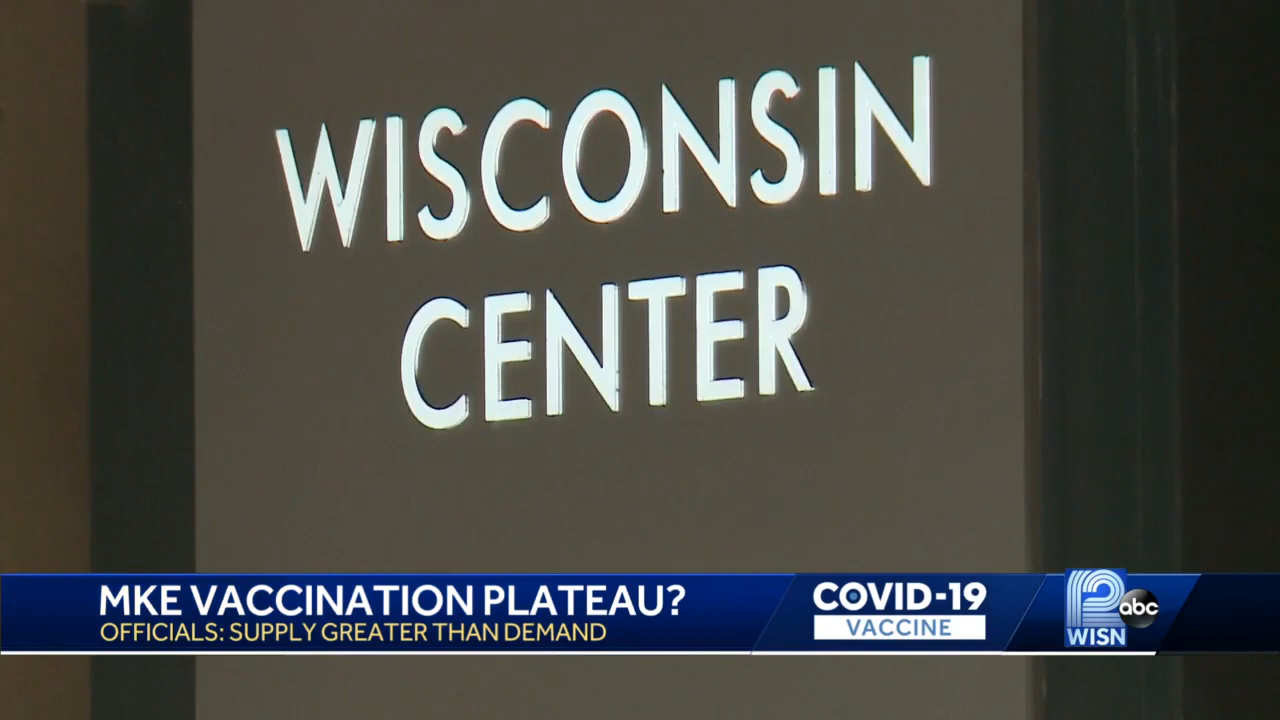 WISCONSIN
CENTER
MKE VACCINATION PLATEAU?
OFFICIALS: SUPPLY GREATER THAN DEMAND
COVID-19
VACCINE
12
abc
WISN